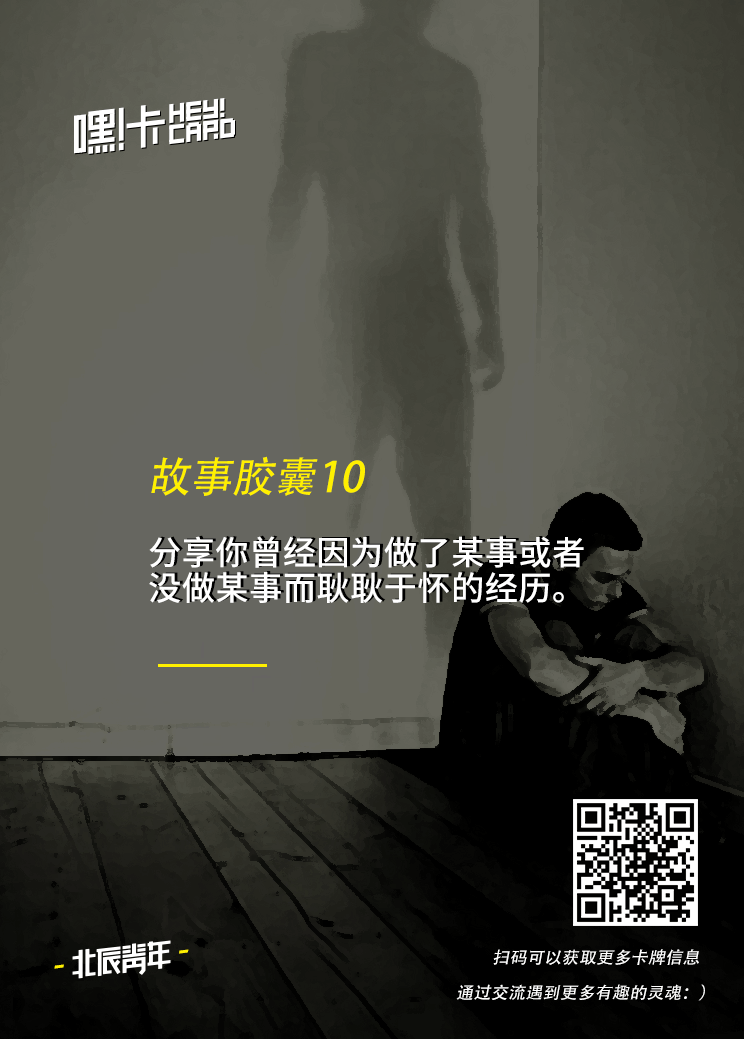 嘿!卡 HEY!
CARD
故事胶囊10
分享你曾经因为做了某事或者
没做某事而耿耿于怀的经历。
- 北辰青年 -
扫码可以获取更多卡牌信息
通过交流遇到更多有趣的灵魂：）